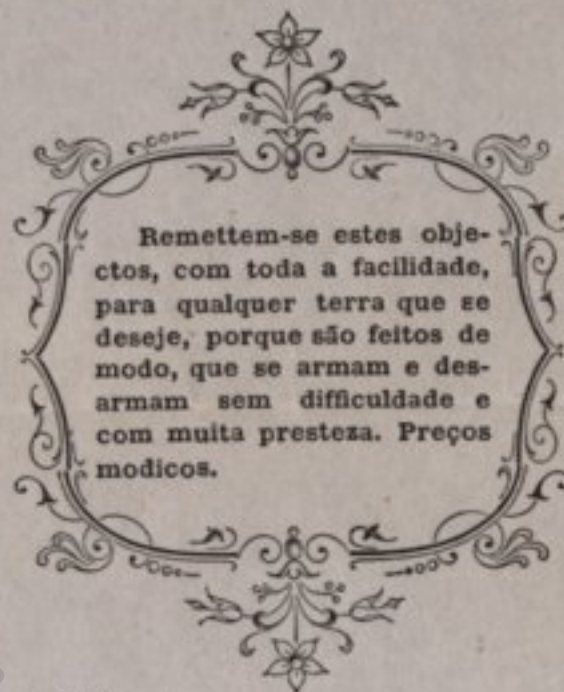 Remettem-se estes obje-
ctos, com toda a facilidade,
para qualquer terra que se
deseje, porque são feitos de
modo, que se armam e des-
armam sem difficuldade e
com muita presteza. Preços
modicos.